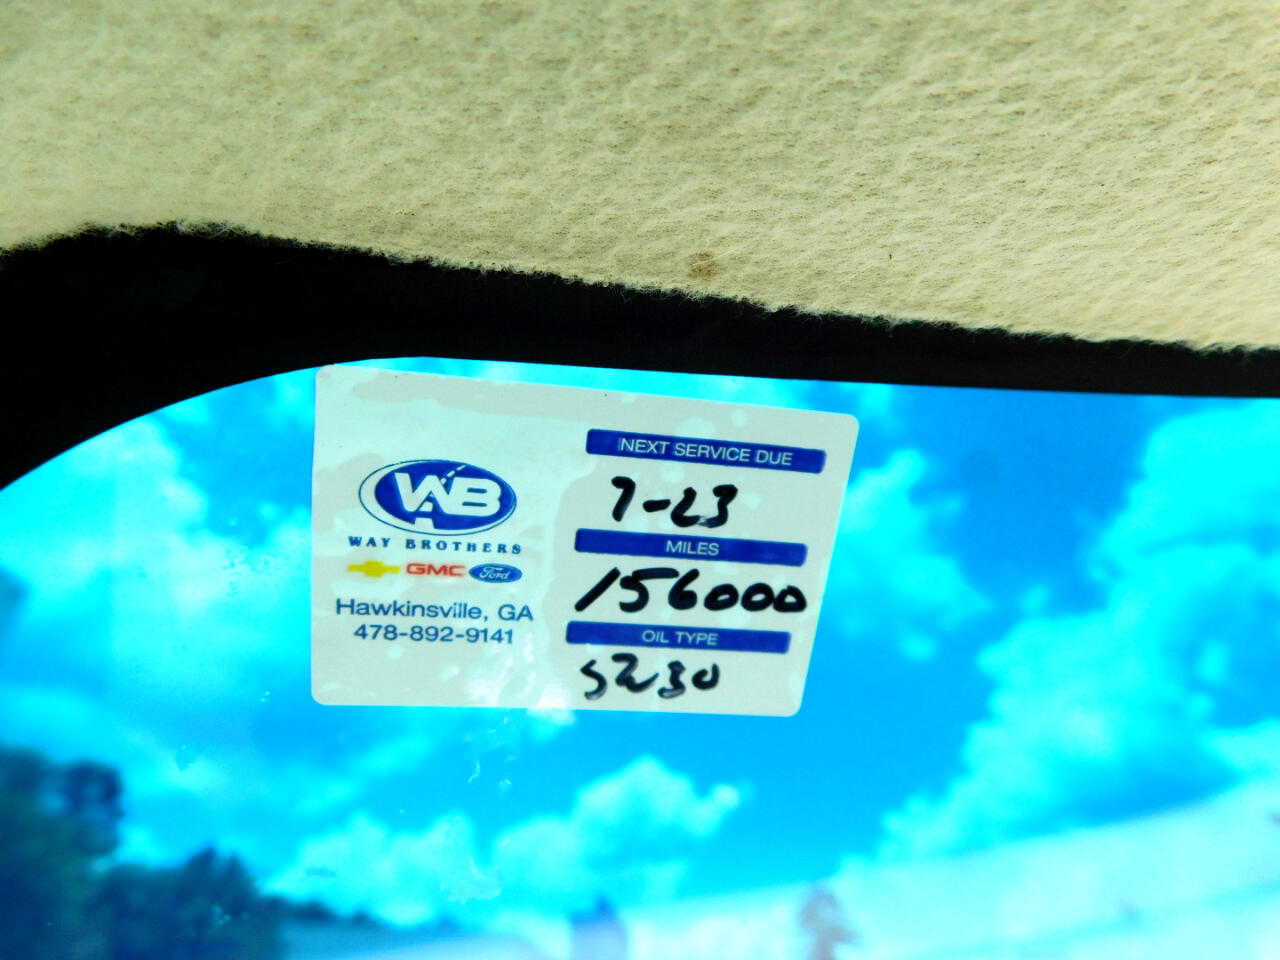 WB
WAY BROTHERS
GMC Ford
Hawkinsville, GA
478-892-9141
NEXT SERVICE DUE
7-23
MILES
156000
OIL TYPE
5W30